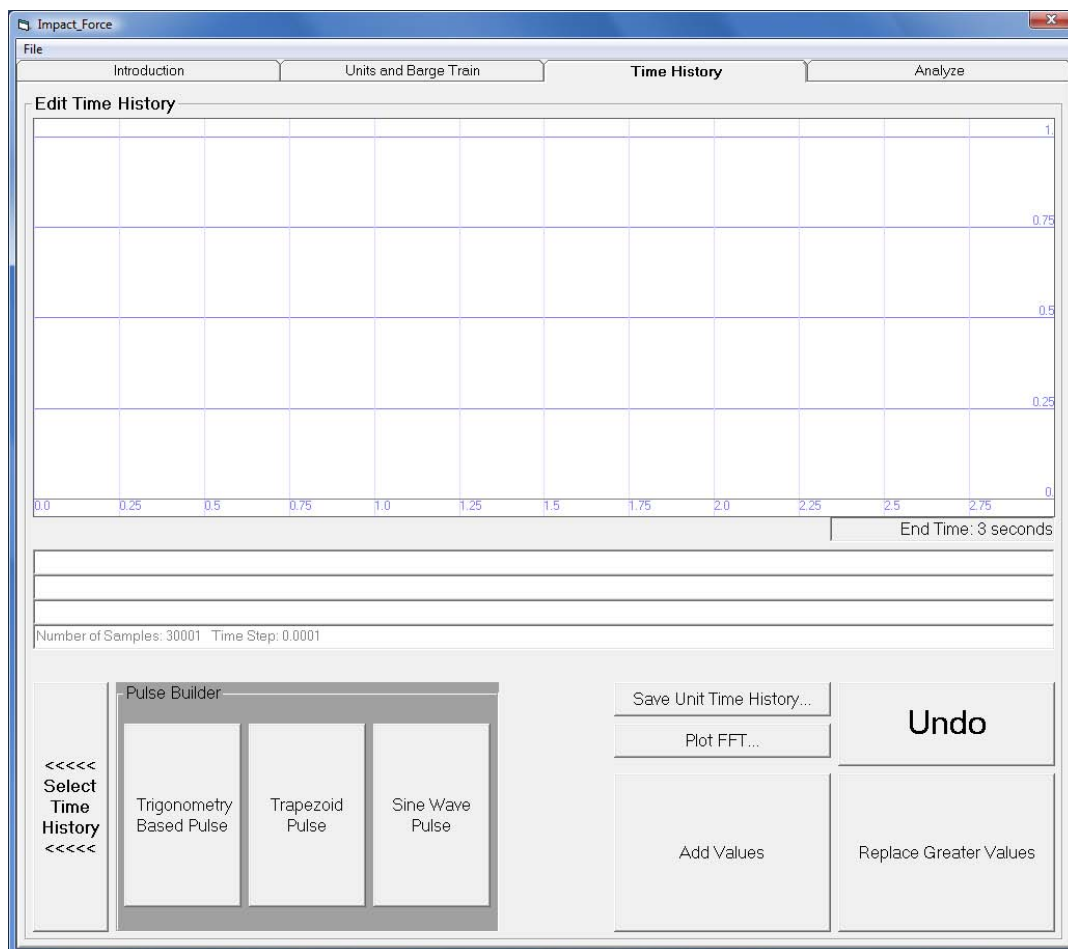 Impact_Force
File
Introduction
Units and Barge Train
Time History
Analyze
Edit Time History
1.
0.75
0.5
0.25
0.
0.0 0.25 0.5 0.75 1.0 1.25 1.5 1.75 2.0 2.25 2.5 2.75
End Time: 3 seconds
Number of Samples: 30001 Time Step: 0.0001
<<<<<
Select
Time
History
<<<<<
Pulse Builder
Trigonometry
Based Pulse
Trapezoid
Pulse
Sine Wave
Pulse
Save Unit Time History...
Plot FFT...
Undo
Add Values
Replace Greater Values